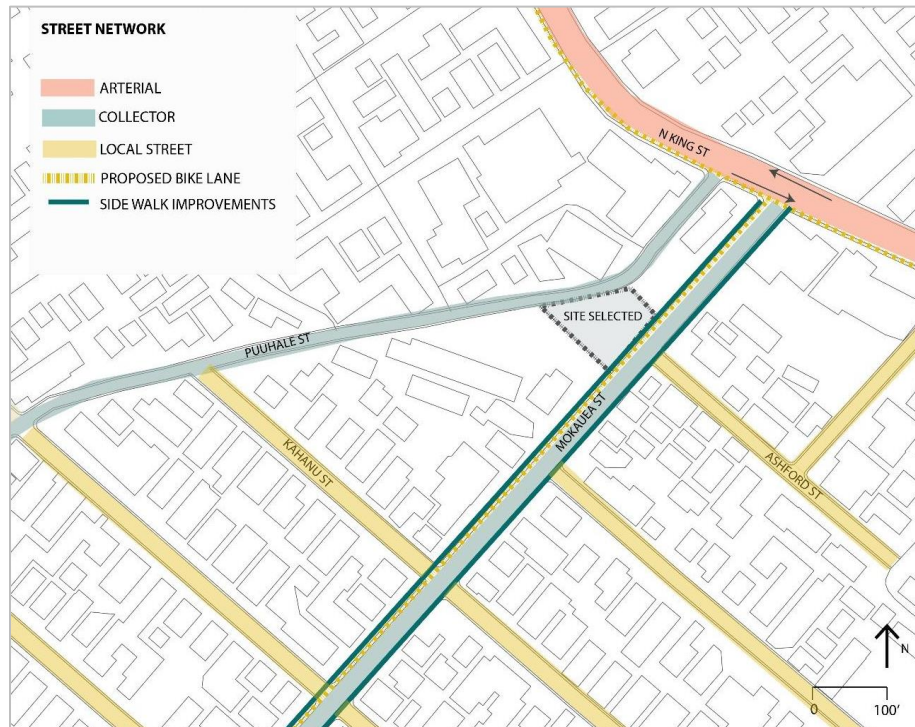 STREET NETWORK
ARTERIAL
COLLECTOR
LOCAL STREET
PROPOSED BIKE LANE
SIDE WALK IMPROVEMENTS
N KING ST
SITE SELECTED
PUUHALE ST
MOKAUEA ST
KAHANU ST
ASHFORD ST
N
0 100'